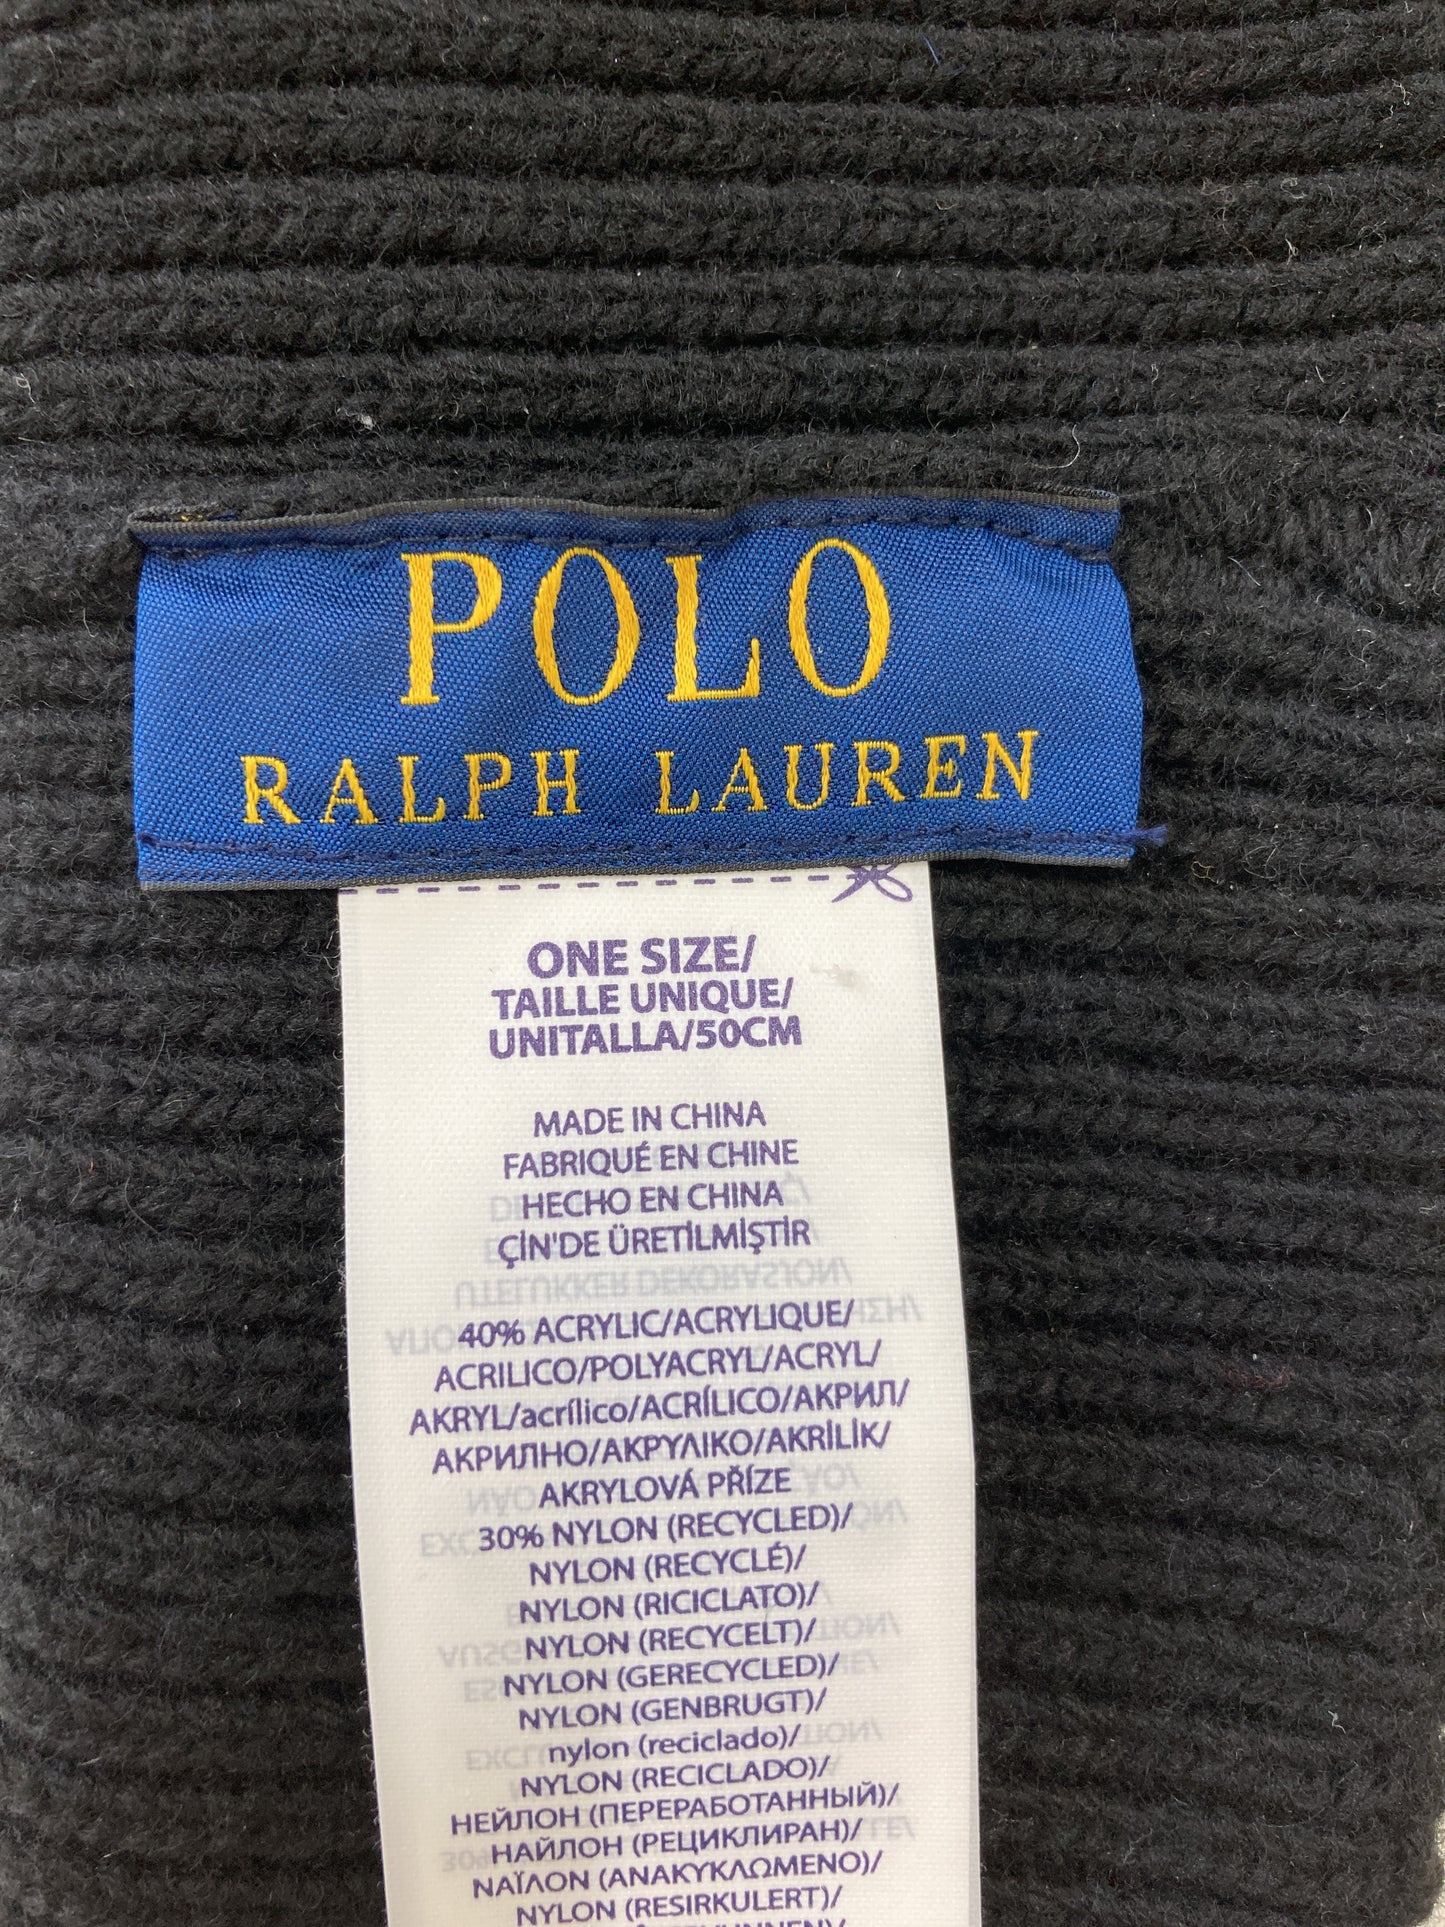 POLO
RALPH LAUREN
ONE SIZE/
TAILLE UNIQUE/
UNITALLA/50CM
MADE IN CHINA
FABRIQUÉ EN CHINE
HECHO EN CHINA
ÇİN'DE ÜRETİLMİŞTİR
40% ACRYLIC/ACRYLIQUE/
ACRILICO/POLYACRYL/ACRYL/
AKRYL/acrílico/ACRÍLICO/АКРИЛ/
АКРИЛНО/ΑΚΡΥΛΙΚΟ/AKRİLİK/
AKRYLOVÁ PŘÍZE
30% NYLON (RECYCLED)/
NYLON (RECYCLÉ)/
NYLON (RICICLATO)/
NYLON (RECYCELT)/
NYLON (GERECYCLED)/
NYLON (GENBRUGT)/
nylon (reciclado)/
NYLON (RECICLADO)/
НЕЙЛОН (ПЕРЕРАБОТАННЫЙ)/
НАЙЛОН (РЕЦИКЛИРАН)/
ΝΑΪΛΟΝ (ΑΝΑΚΥΚΛΩΜΕΝΟ)/
NYLON (RESIRKULERT)/